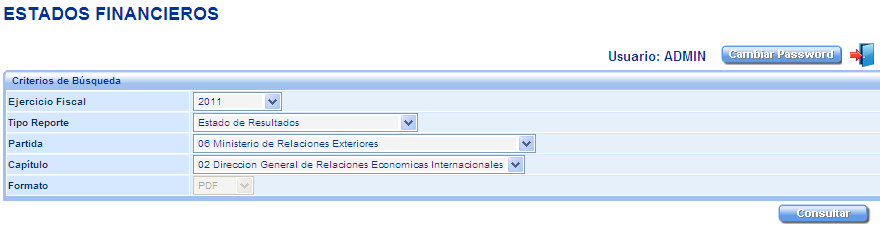 ESTADOS FINANCIEROS
Usuario: ADMIN Cambiar Password
Criterios de Búsqueda
Ejercicio Fiscal 2011
Tipo Reporte Estado de Resultados
Partida 06 Ministerio de Relaciones Exteriores
Capítulo 02 Direccion General de Relaciones Economicas Internacionales
Formato PDF
Consultar